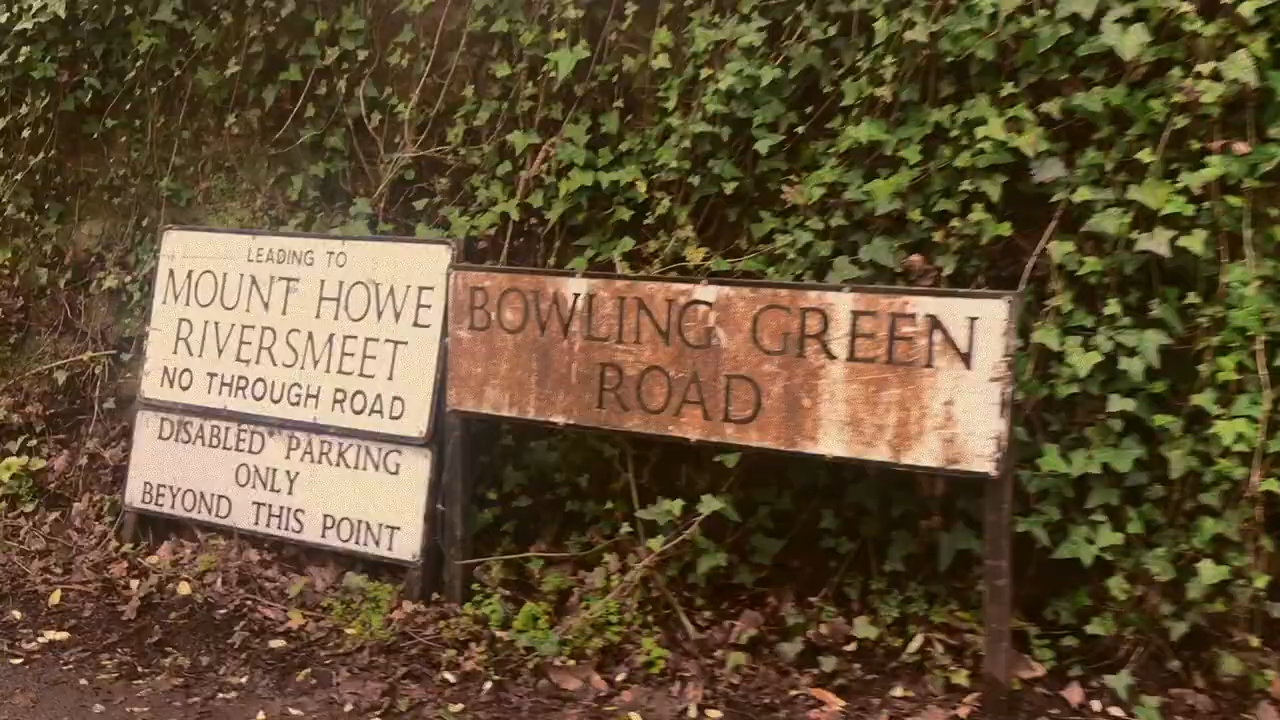 LEADING TO
MOUNT HOWE
RIVERSMEET
NO THROUGH ROAD
DISABLED PARKING
ONLY
BEYOND THIS POINT
BOWLING GREEN
ROAD